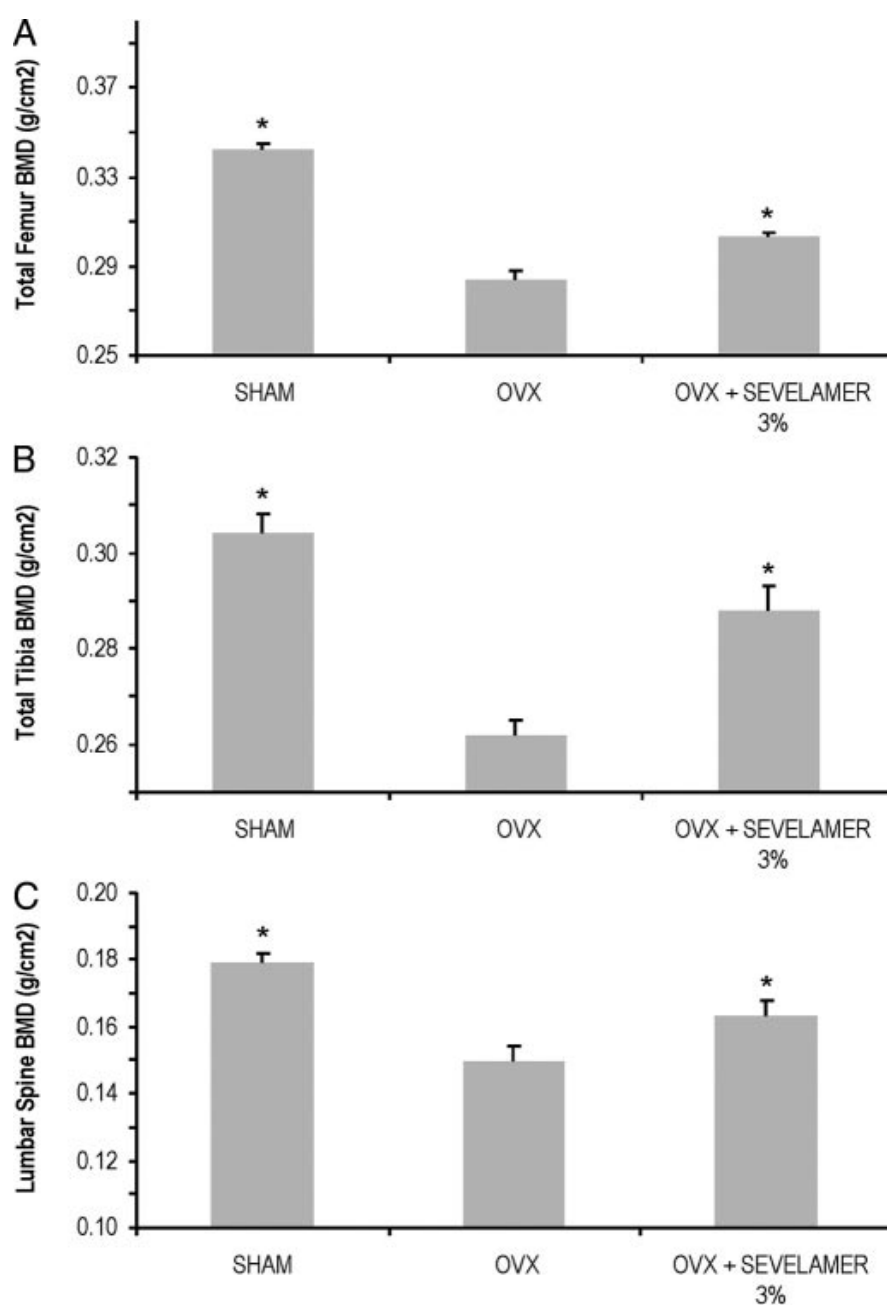 A
Total Femur BMD (g/cm2)
0.37
0.33
0.29
0.25
*
*
SHAM
OVX
OVX + SEVELAMER
3%
B
Total Tibia BMD (g/cm2)
0.32
0.30
0.28
0.26
*
*
SHAM
OVX
OVX + SEVELAMER
3%
C
Lumbar Spine BMD (g/cm2)
0.20
0.18
0.16
0.14
0.12
0.10
*
*
SHAM
OVX
OVX + SEVELAMER
3%